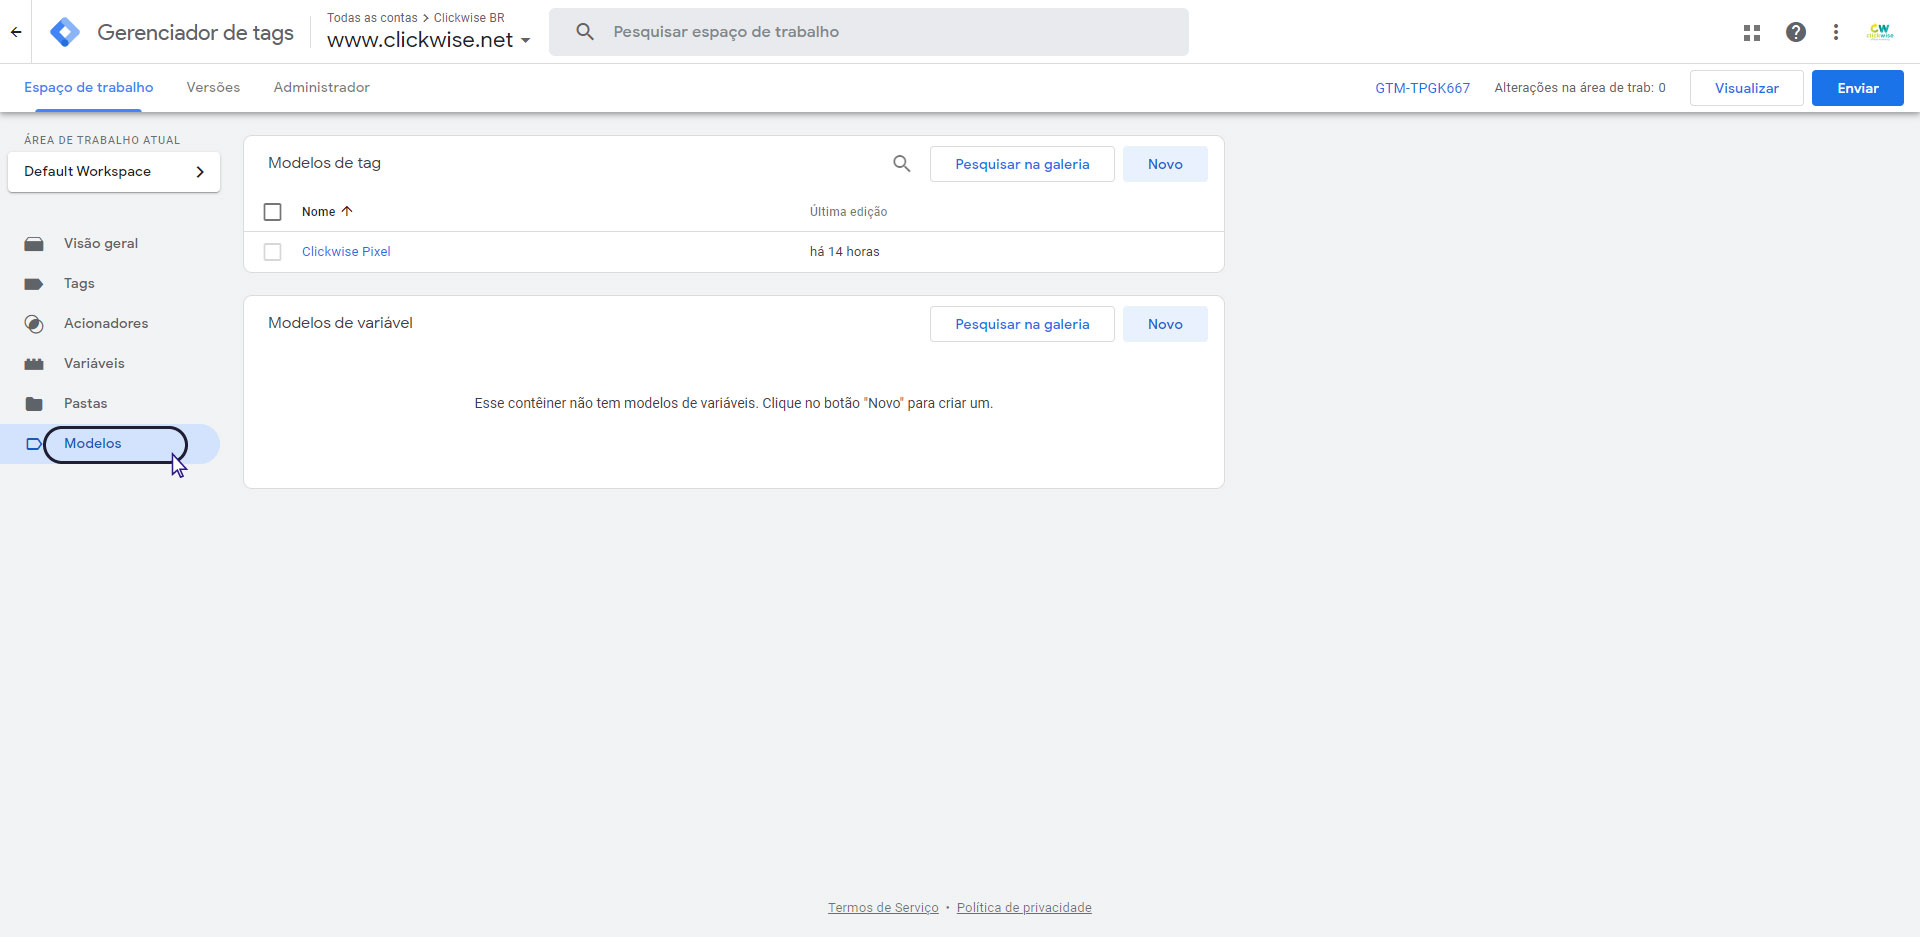 Gerenciador de tags
Todas as contas > Clickwise BR
www.clickwise.net
Pesquisar espaço de trabalho
CW
clickwise
Espaço de trabalho
Versões
Administrador
GTM-TPGK667
Alterações na área de trab: 0
Visualizar
Enviar
ÁREA DE TRABALHO ATUAL
Default Workspace
Visão geral
Tags
Acionadores
Variáveis
Pastas
Modelos
Modelos de tag
Pesquisar na galeria
Novo
Nome
Última edição
Clickwise Pixel
há 14 horas
Modelos de variável
Pesquisar na galeria
Novo
Esse contêiner não tem modelos de variáveis. Clique no botão "Novo" para criar um.
Termos de Serviço • Política de privacidade